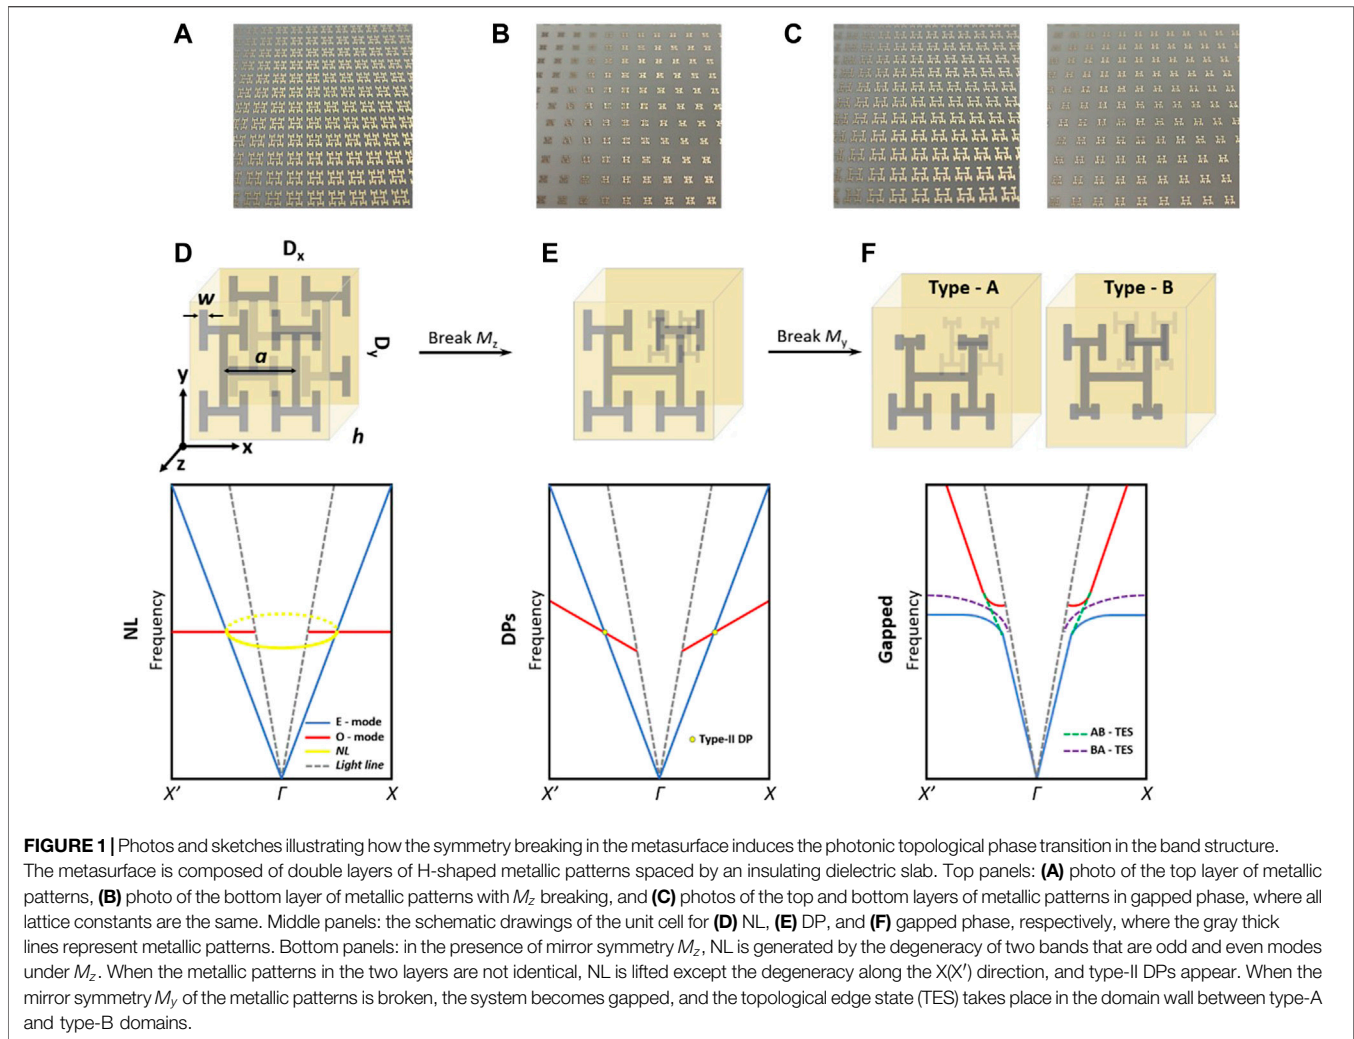 A
B
C
D
E
F
D_x
w
a
D_y
y
x
z
h
Break M_z
Break M_y
Type - A
Type - B
NL
Frequency
E - mode
O - mode
NL
Light line
X′
Γ
X
DPs
Frequency
Type-II DP
X′
Γ
X
Gapped
Frequency
AB - TES
BA - TES
X′
Γ
X
FIGURE 1 | Photos and sketches illustrating how the symmetry breaking in the metasurface induces the photonic topological phase transition in the band structure.
The metasurface is composed of double layers of H-shaped metallic patterns spaced by an insulating dielectric slab. Top panels: (A) photo of the top layer of metallic
patterns, (B) photo of the bottom layer of metallic patterns with M_z breaking, and (C) photos of the top and bottom layers of metallic patterns in gapped phase, where all
lattice constants are the same. Middle panels: the schematic drawings of the unit cell for (D) NL, (E) DP, and (F) gapped phase, respectively, where the gray thick
lines represent metallic patterns. Bottom panels: in the presence of mirror symmetry M_z, NL is generated by the degeneracy of two bands that are odd and even modes
under M_z. When the metallic patterns in the two layers are not identical, NL is lifted except the degeneracy along the X(X′) direction, and type-II DPs appear. When the
mirror symmetry M_y of the metallic patterns is broken, the system becomes gapped, and the topological edge state (TES) takes place in the domain wall between type-A
and type-B domains.